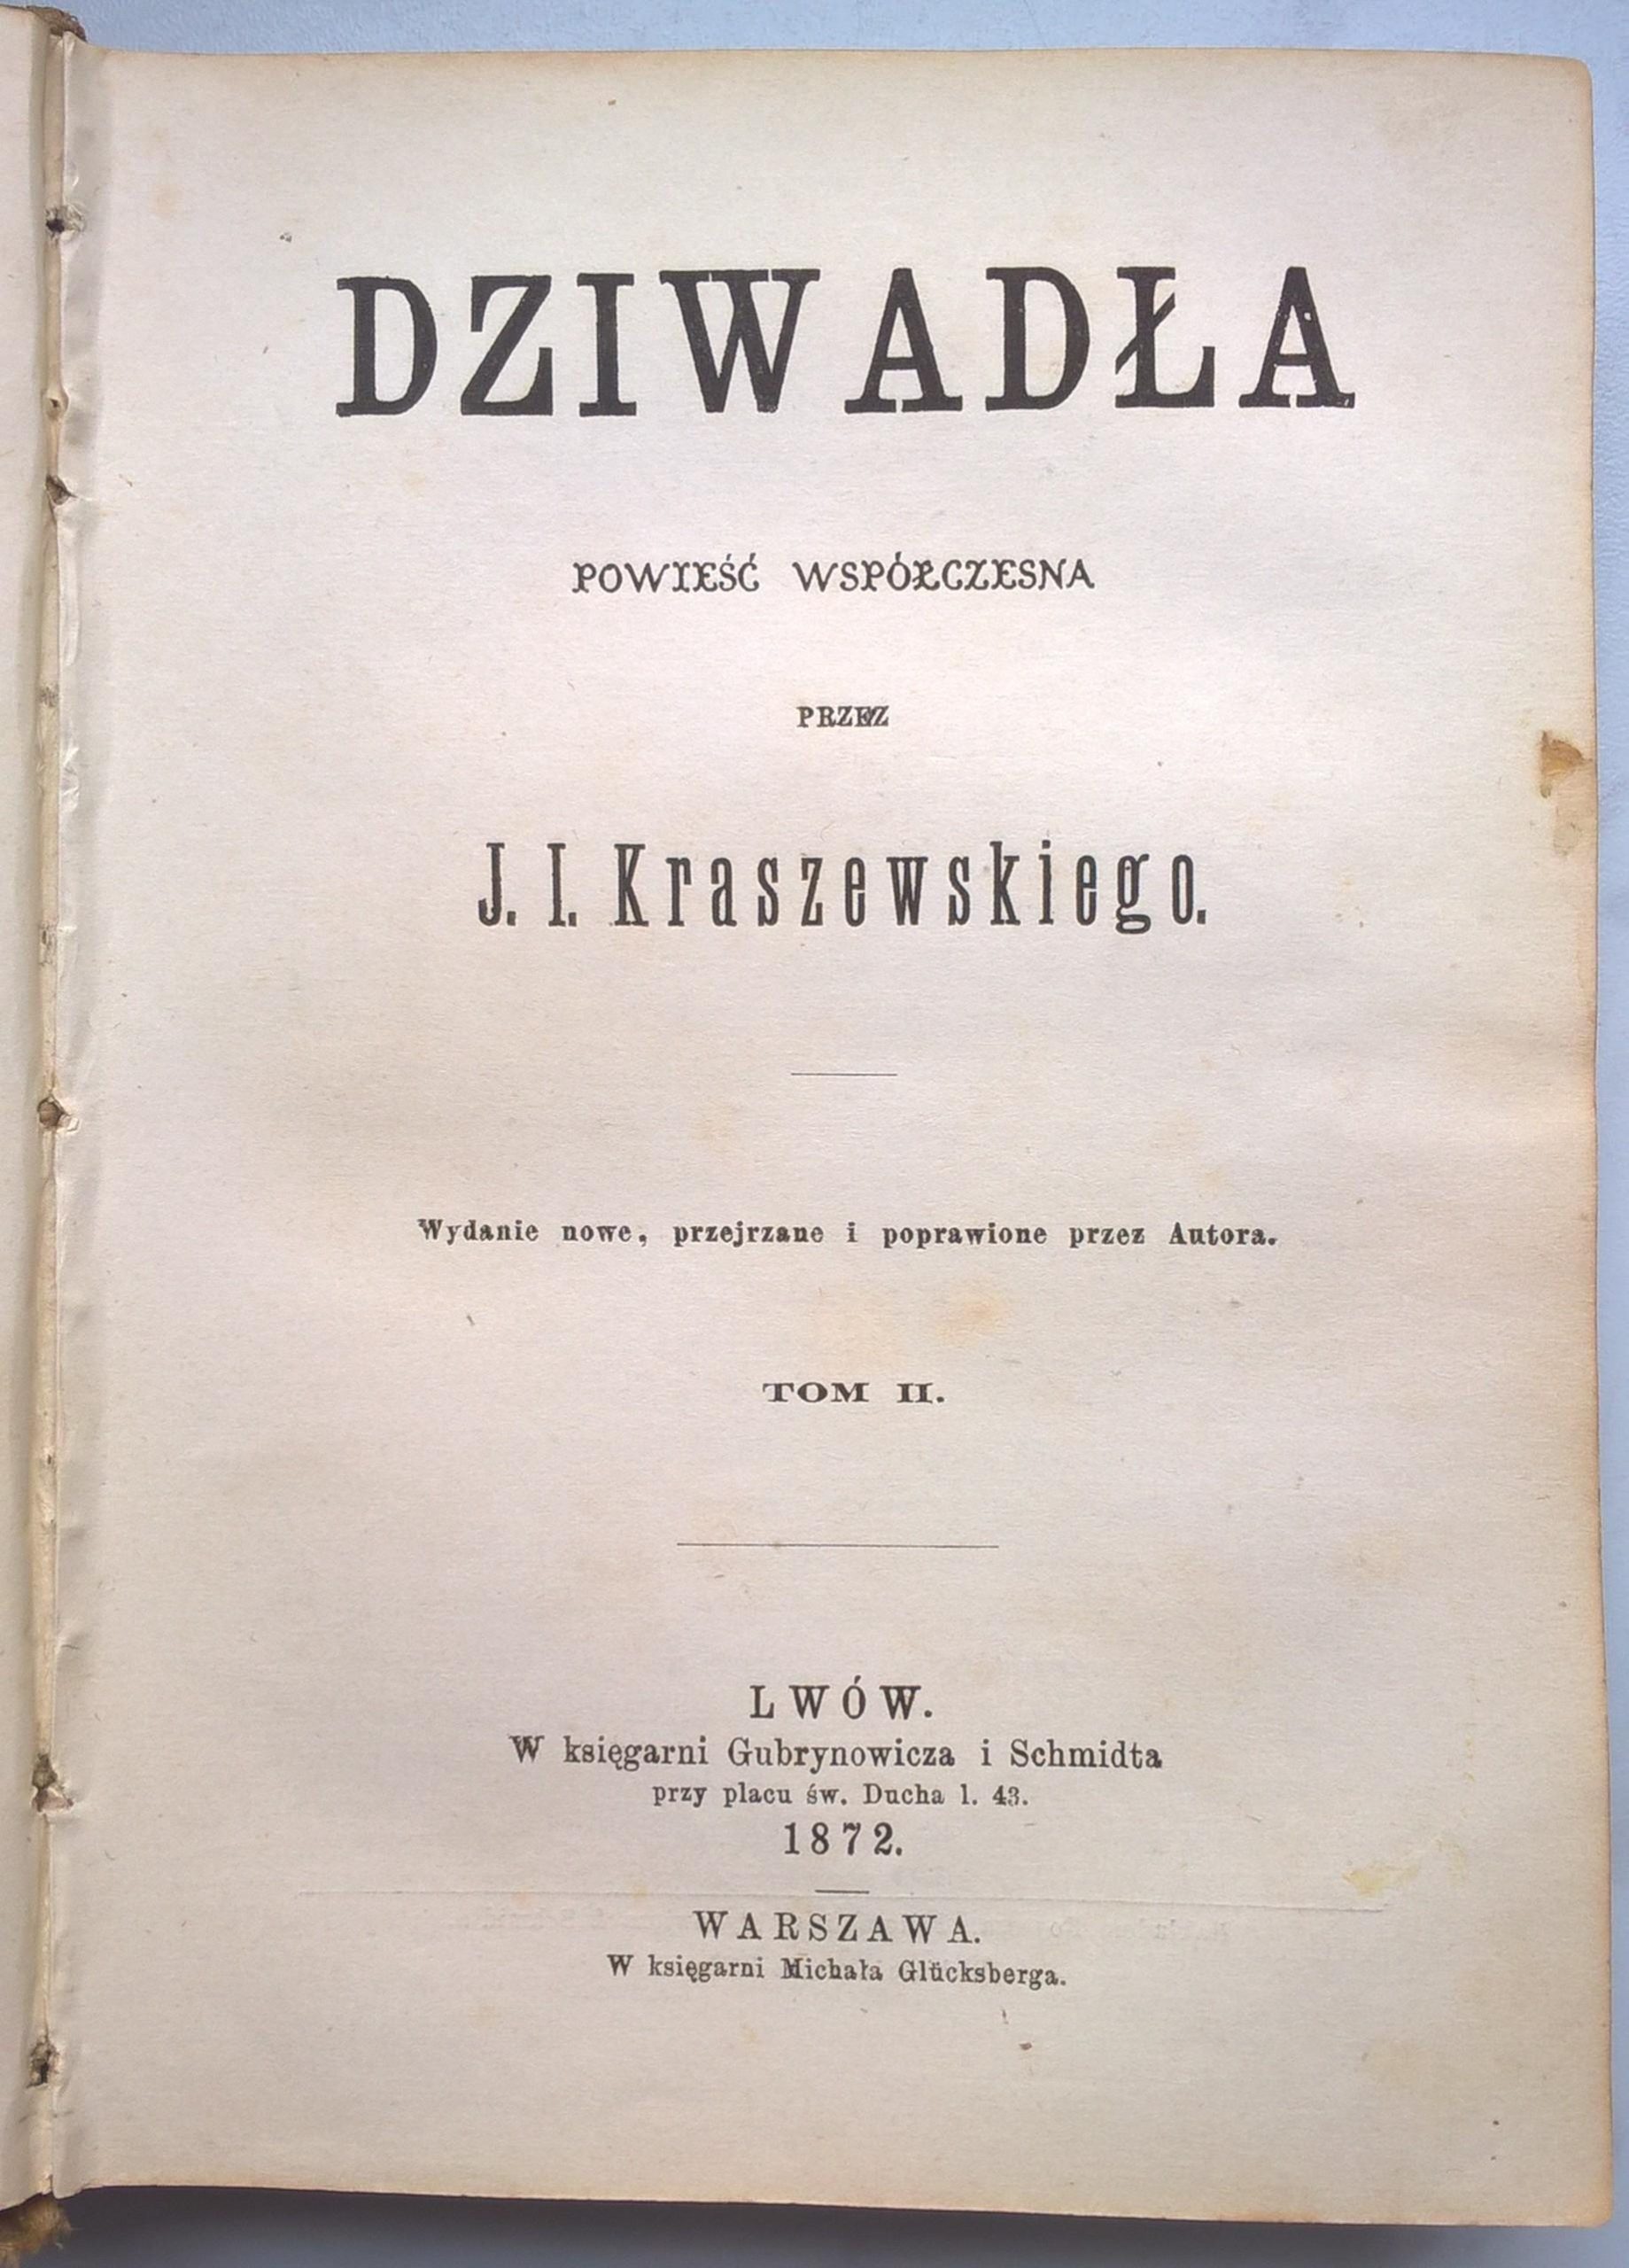 DZIWADŁA
POWIEŚĆ WSPÓŁCZESNA
PRZEZ
J. I. Kraszewskiego.
Wydanie nowe, przejrzane i poprawione przez Autora.
TOM II.
LWÓW.
W księgarni Gubrynowicza i Schmidta
przy placu św. Ducha l. 43.
1872.
WARSZAWA.
W księgarni Michała Glücksberga.